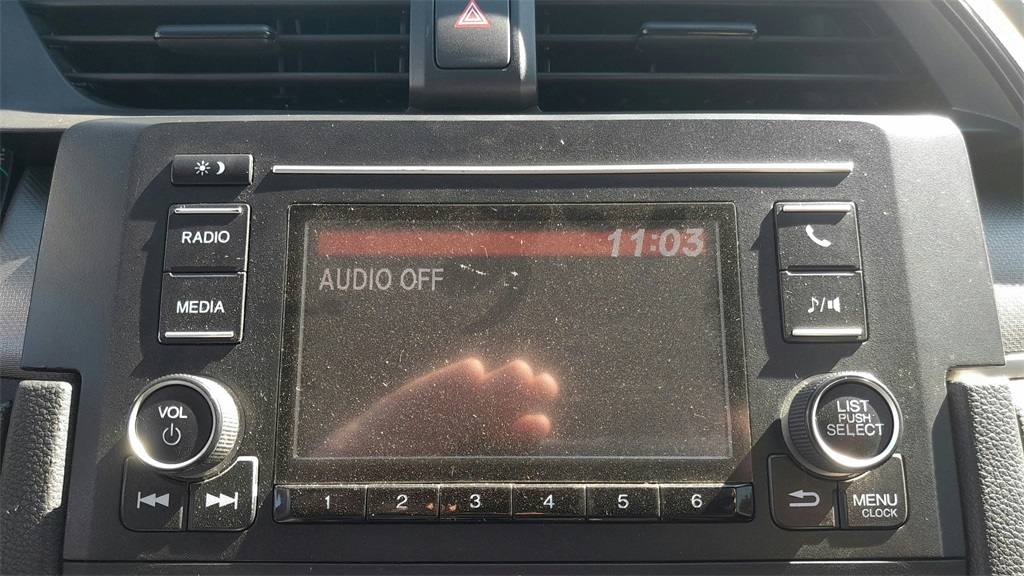 RADIO
MEDIA
11:03
AUDIO OFF
VOL
LIST
PUSH
SELECT
1 2 3 4 5 6
MENU
CLOCK